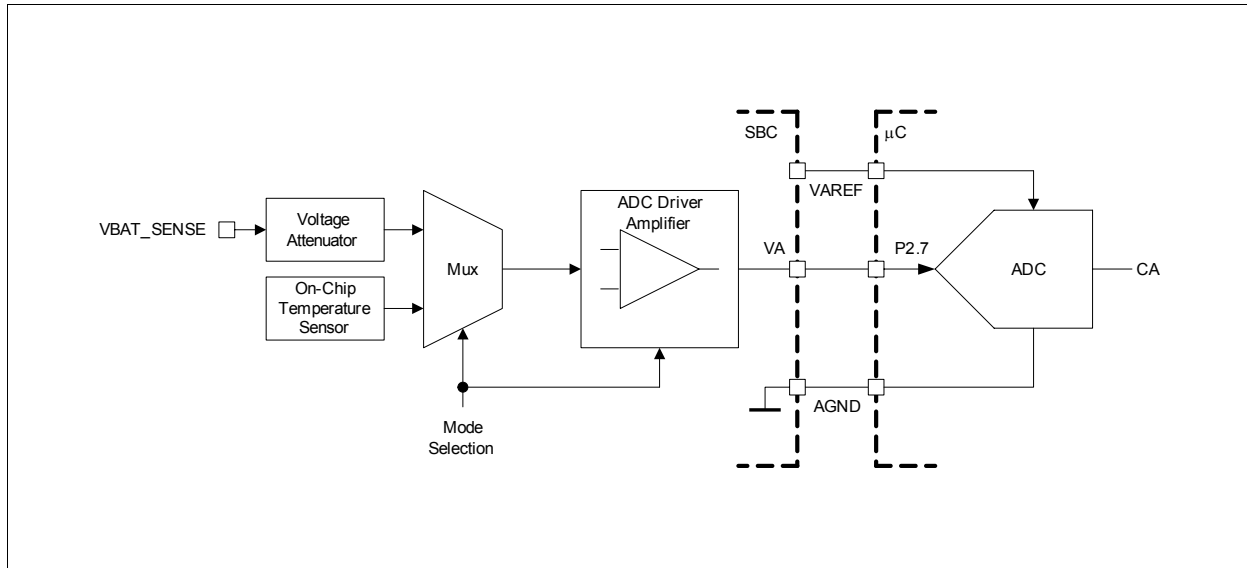 SBC
μC
VAREF
ADC Driver
Amplifier
VBAT_SENSE
Voltage
Attenuator
Mux
VA
P2.7
ADC
CA
On-Chip
Temperature
Sensor
AGND
Mode
Selection